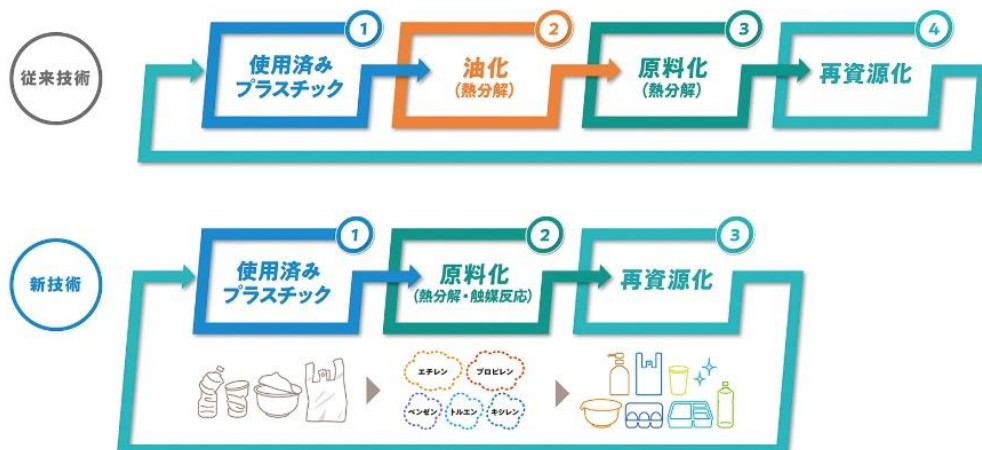 従来技術
1
使用済み
プラスチック
2
油化
(熱分解)
3
原料化
(熱分解)
4
再資源化
新技術
1
使用済み
プラスチック
2
原料化
(熱分解・触媒反応)
3
再資源化
エチレン
プロピレン
ベンゼン
トルエン
キシレン